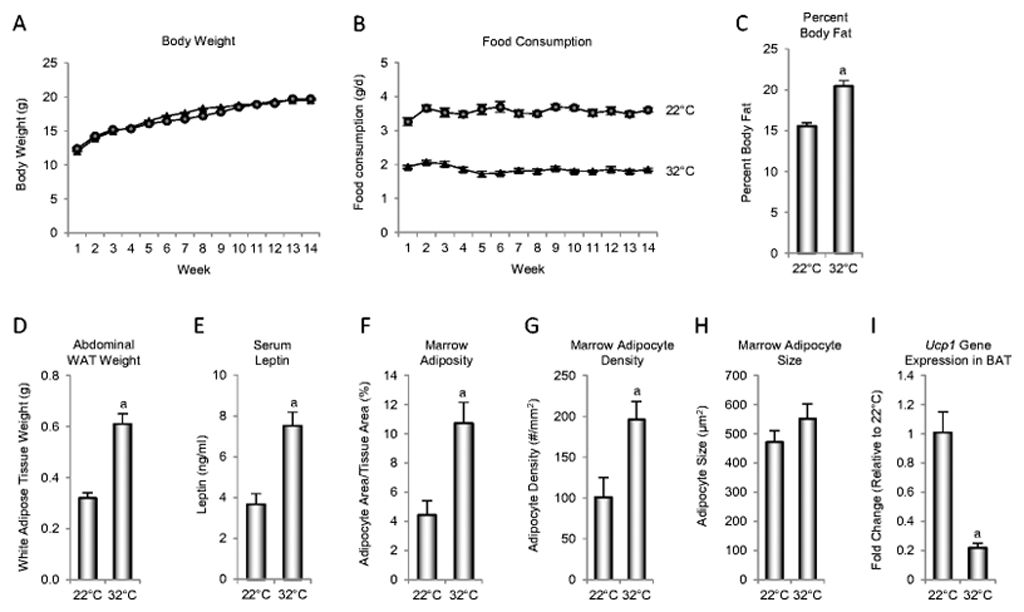 A
Body Weight
Body Weight (g)
25
20
15
10
5
0
1 2 3 4 5 6 7 8 9 10 11 12 13 14
Week
B
Food Consumption
Food consumption (g/d)
5
4
3
2
1
0
22°C
32°C
1 2 3 4 5 6 7 8 9 10 11 12 13 14
Week
C
Percent
Body Fat
Percent Body Fat
25
20
15
10
5
0
a
22°C 32°C
D
Abdominal
WAT Weight
White Adipose Tissue Weight (g)
0.8
0.6
0.4
0.2
0.0
a
22°C 32°C
E
Serum
Leptin
Leptin (ng/ml)
10
8
6
4
2
0
a
22°C 32°C
F
Marrow
Adiposity
Adipocyte Area/Tissue Area (%)
14
12
10
8
6
4
2
0
a
22°C 32°C
G
Marrow Adipocyte
Density
Adipocyte Density (#/mm²)
250
200
150
100
50
0
a
22°C 32°C
H
Marrow Adipocyte
Size
Adipocyte Size (µm²)
700
600
500
400
300
200
100
0
22°C 32°C
I
Ucp1 Gene
Expression in BAT
Fold Change (Relative to 22°C)
1.4
1.2
1
0.8
0.6
0.4
0.2
0
a
22°C 32°C